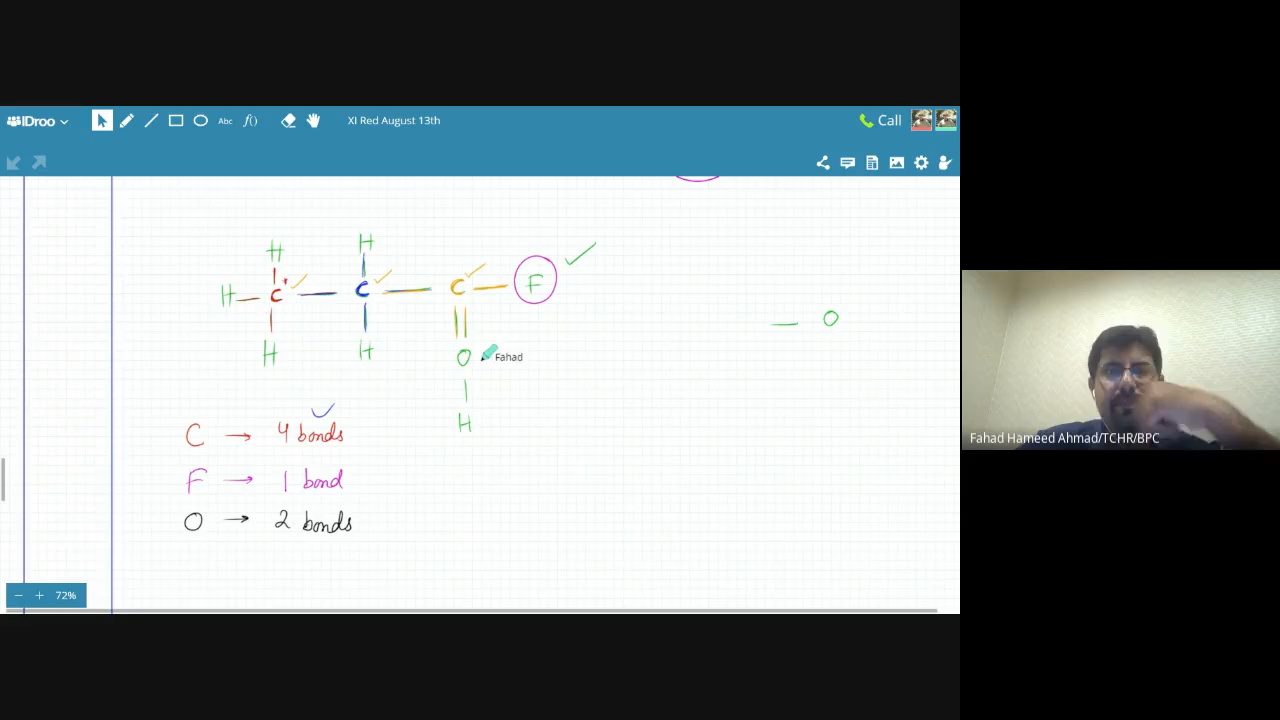 IDroo
Abc
f()
XI Red August 13th
Call
H H
H C C C F
H H O Fahad
H
O
C → 4 bonds
F → 1 bond
O → 2 bonds
72%
Fahad Hameed Ahmad/TCHR/BPC